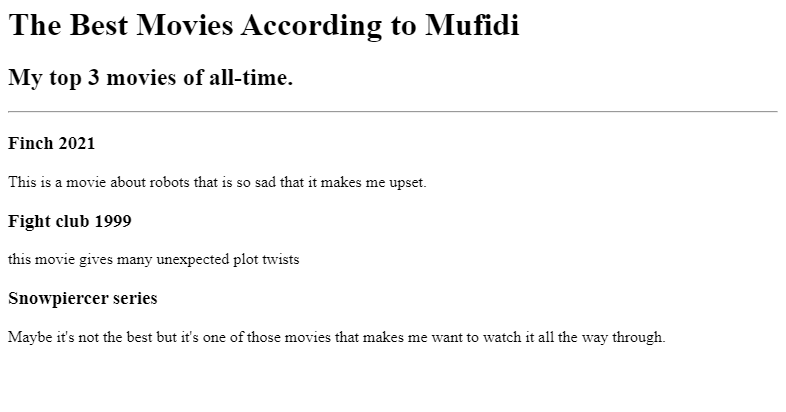 The Best Movies According to Mufidi
My top 3 movies of all-time.
Finch 2021
This is a movie about robots that is so sad that it makes me upset.
Fight club 1999
this movie gives many unexpected plot twists
Snowpiercer series
Maybe it's not the best but it's one of those movies that makes me want to watch it all the way through.